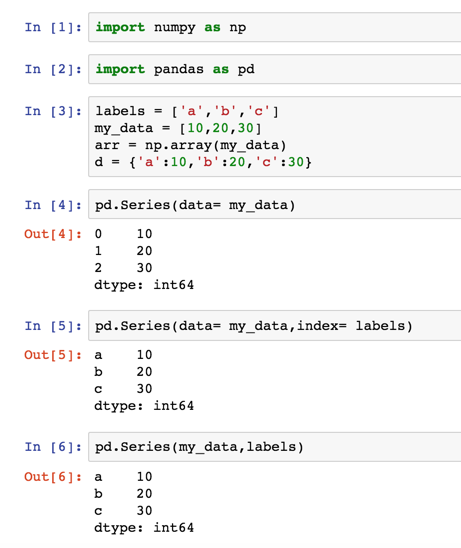 In [1]: import numpy as np
In [2]: import pandas as pd
In [3]: labels = ['a','b','c']
my_data = [10,20,30]
arr = np.array(my_data)
d = {'a':10,'b':20,'c':30}
In [4]: pd.Series(data= my_data)
Out[4]: 0    10
1    20
2    30
dtype: int64
In [5]: pd.Series(data= my_data,index= labels)
Out[5]: a    10
b    20
c    30
dtype: int64
In [6]: pd.Series(my_data,labels)
Out[6]: a    10
b    20
c    30
dtype: int64